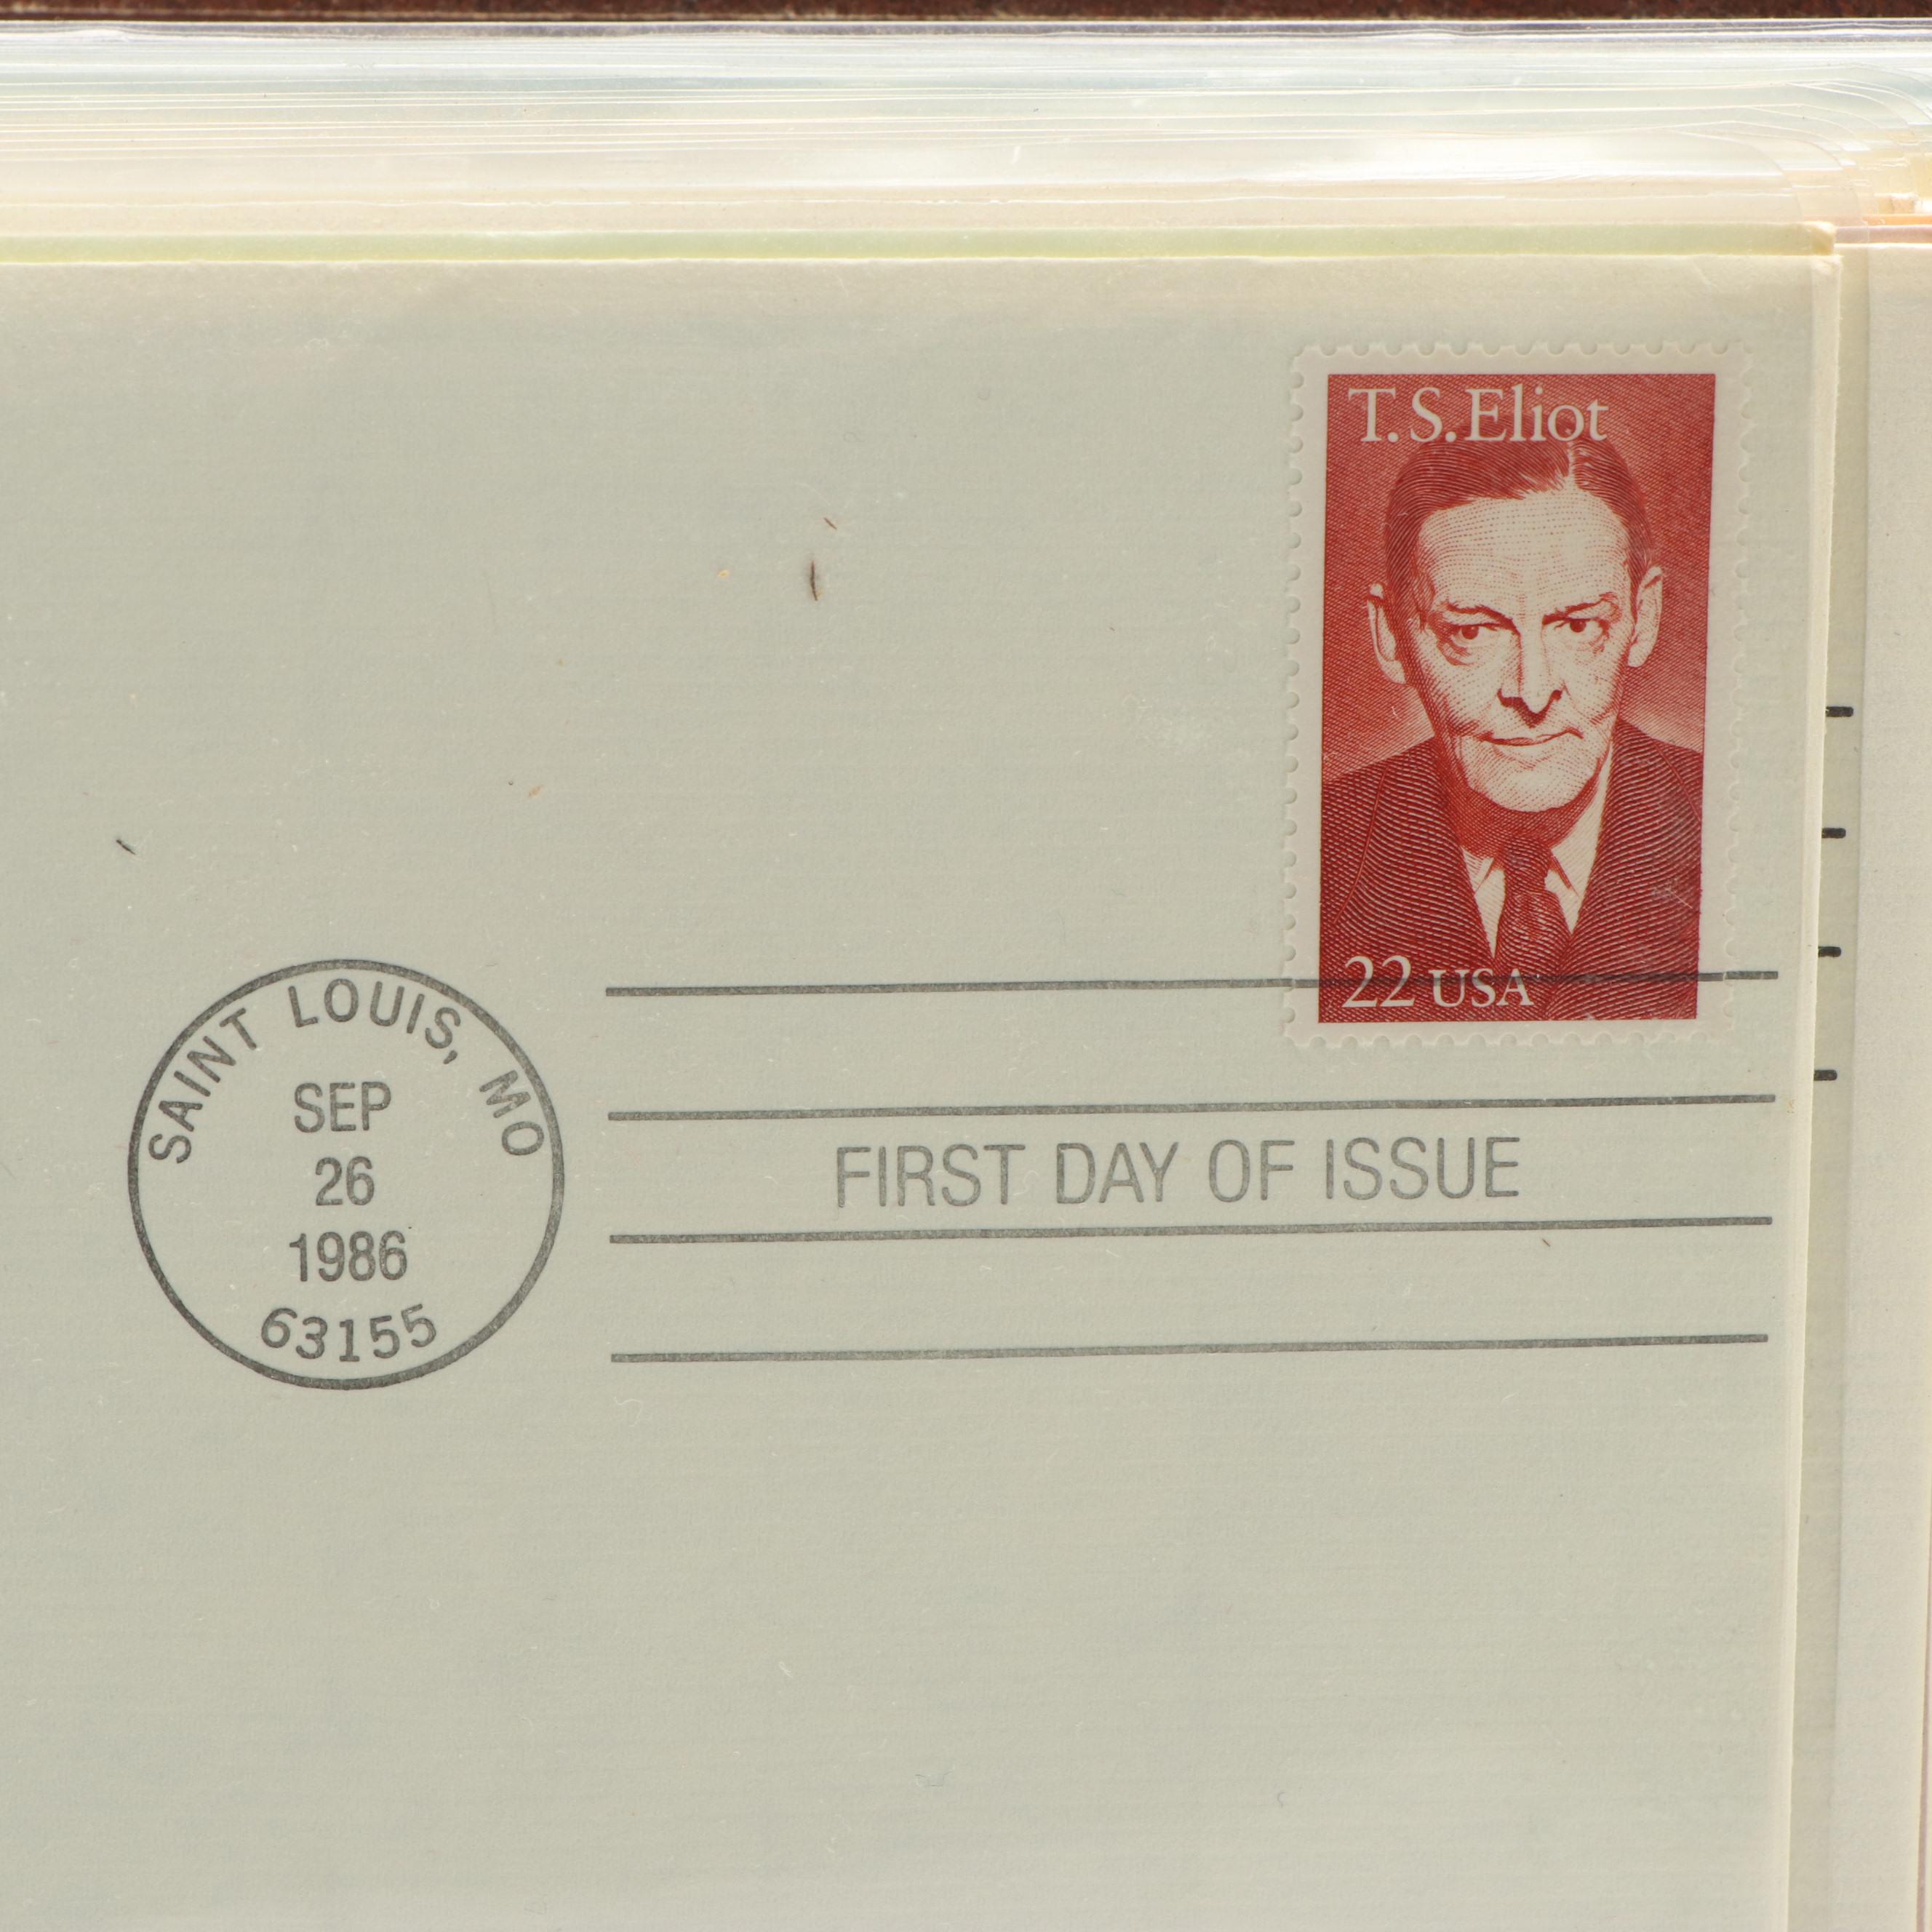 T.S.Eliot
22 USA
SAINT LOUIS, MO
SEP
26
1986
63155
FIRST DAY OF ISSUE